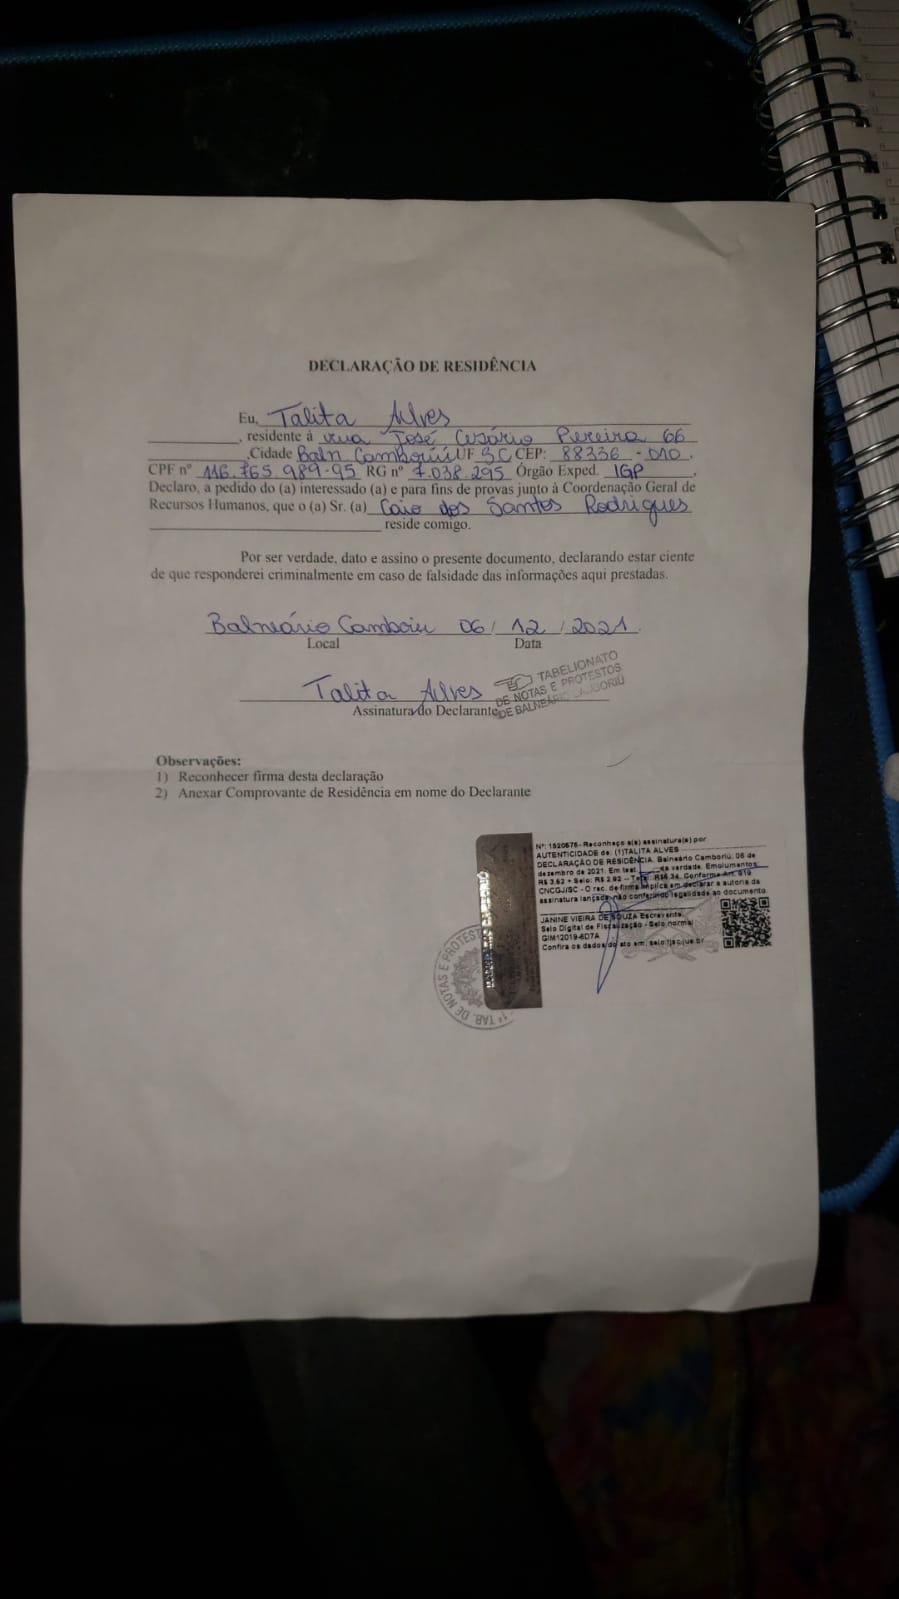 DECLARAÇÃO DE RESIDÊNCIA
Eu, Talita Alves
, residente à rua José Cesário Pereira 66
,Cidade Baln Camboriú UF SC CEP: 88336-010.
CPF nº 116.765.989-95 RG nº 7.038.295 Órgão Exped. IGP.
Declaro, a pedido do (a) interessado (a) e para fins de provas junto à Coordenação Geral de
Recursos Humanos, que o (a) Sr. (a) Caio dos Santos Rodrigues
reside comigo.
Por ser verdade, dato e assino o presente documento, declarando estar ciente
de que responderei criminalmente em caso de falsidade das informações aqui prestadas.
Balneário Camboriu 06/12/2021.
Local Data
Talita Alves
Assinatura do Declarante
TABELIONATO
DE NOTAS E PROTESTOS
DE BALNEÁRIO CAMBORIÚ
Observações:
1) Reconhecer firma desta declaração
2) Anexar Comprovante de Residência em nome do Declarante
Nº: 1520676- Reconheço a(s) assinatura(s) por
AUTENTICIDADE de: (1)TALITA ALVES
DECLARAÇÃO DE RESIDÊNCIA. Balneário Camboriú, 06 de
dezembro de 2021. Em test da verdade. Emolumentos:
R$ 3,52 + Selo: R$ 2,82 -- Total R$6,34. Conforme Art. 819
CNCGJ/SC - O rec. de firma implica em declarar a autoria da
assinatura lançada, não conferindo legalidade ao documento.
JANINE VIEIRA DE SOUZA Escrevente
Selo Digital de Fiscalização - Selo normal
GIM12019-6D7A
Confira os dados do ato em: selo.tjsc.jus.br
1º TAB. DE NOTAS E PROTEST